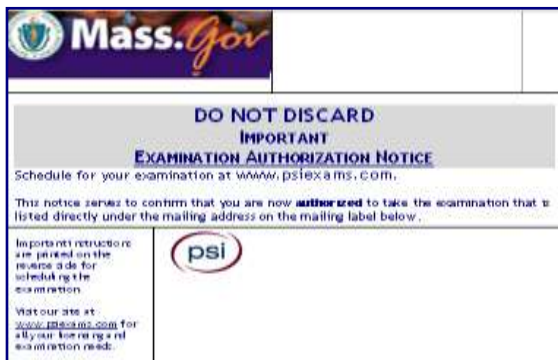 Mass.Gov
DO NOT DISCARD
IMPORTANT
EXAMINATION AUTHORIZATION NOTICE
Schedule for your examination at www.psiexams.com.
This notice serves to confirm that you are now authorized to take the examination that is
listed directly under the mailing address on the mailing label below.
Important instructions
are printed on the
reverse side for
scheduling the
examination.
Visit our site at
www.psiexams.com for
all your licensing and
examination needs.
psi